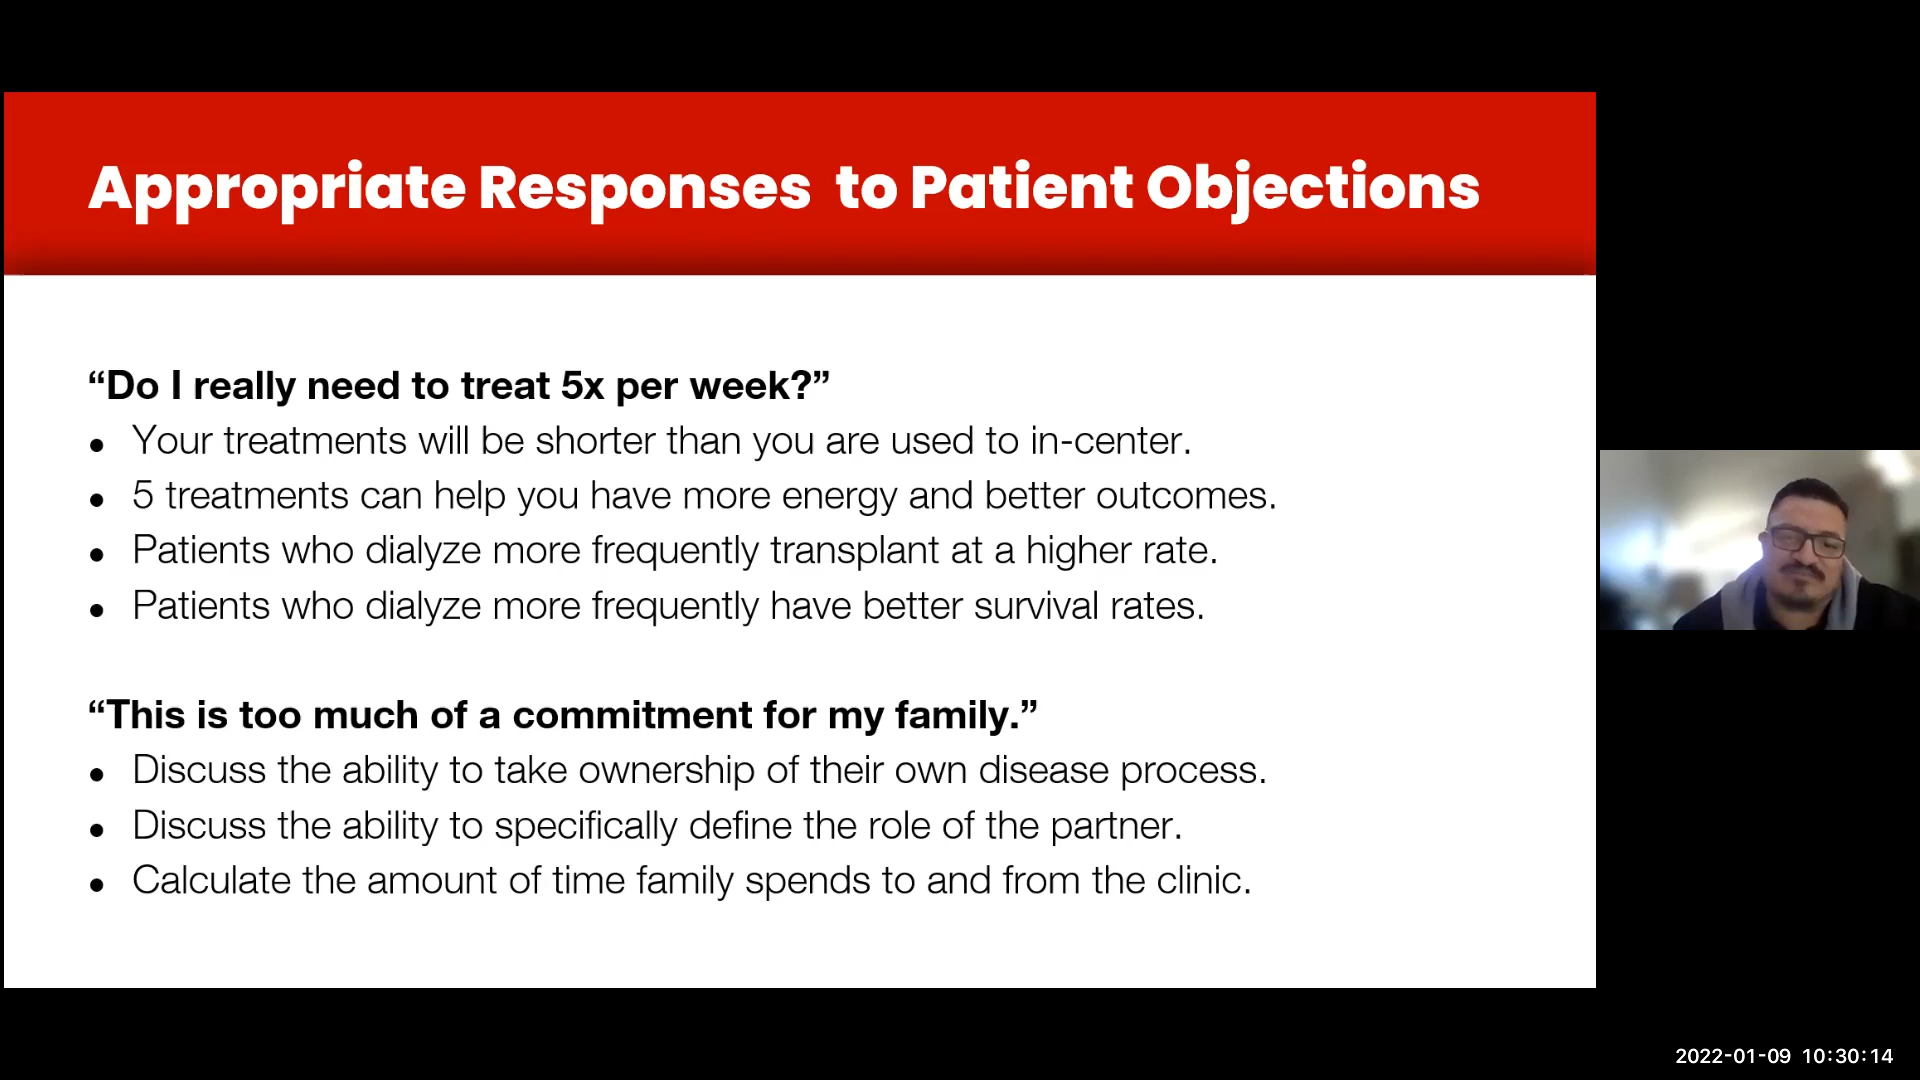 Appropriate Responses to Patient Objections
“Do I really need to treat 5x per week?”
● Your treatments will be shorter than you are used to in-center.
● 5 treatments can help you have more energy and better outcomes.
● Patients who dialyze more frequently transplant at a higher rate.
● Patients who dialyze more frequently have better survival rates.
“This is too much of a commitment for my family.”
● Discuss the ability to take ownership of their own disease process.
● Discuss the ability to specifically define the role of the partner.
● Calculate the amount of time family spends to and from the clinic.
2022-01-09 10:30:14